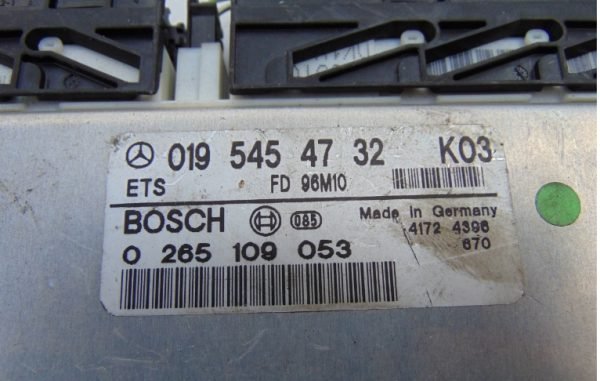 019 545 47 32 K03
ETS FD 96M10
BOSCH 085 Made in Germany
4172 4396
0 265 109 053 670